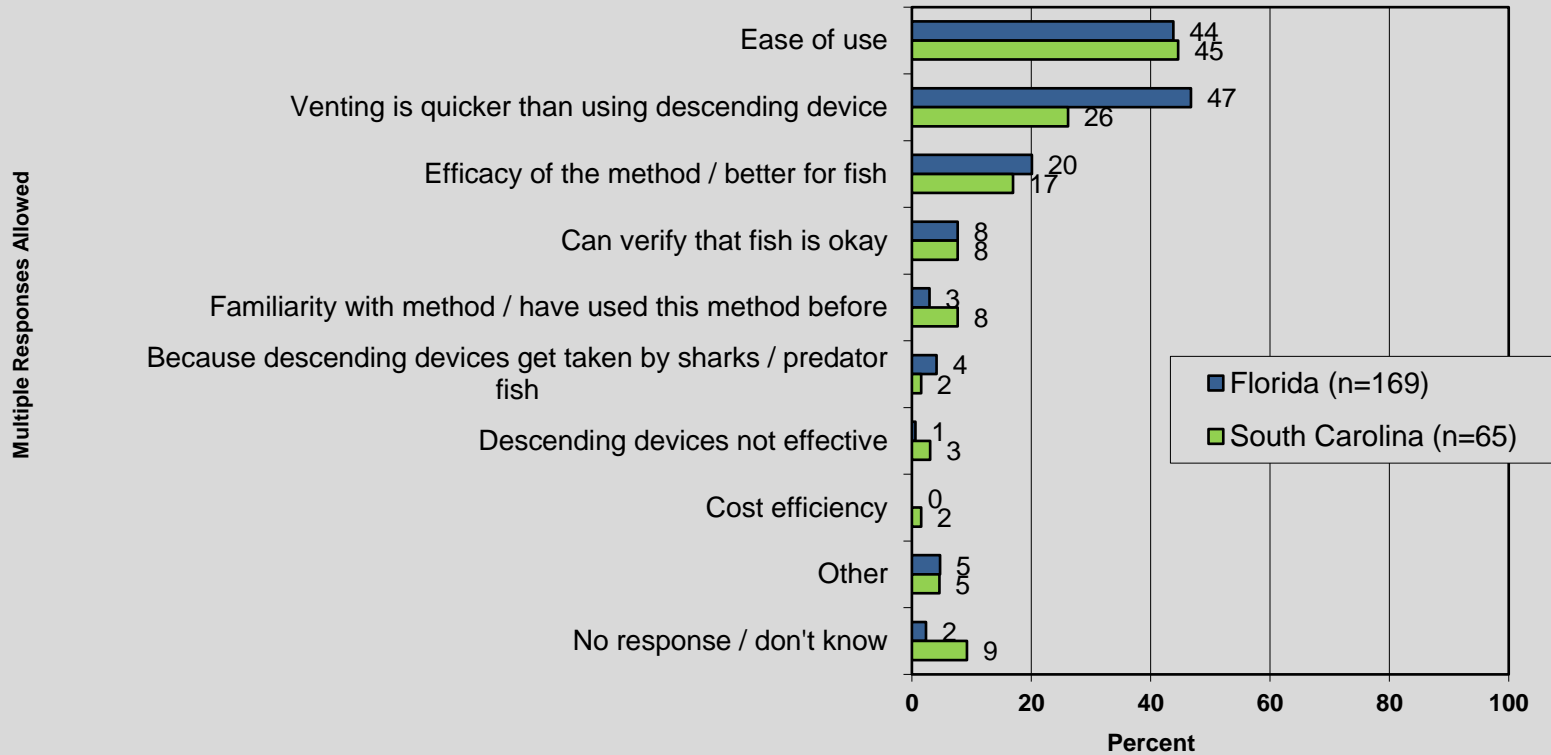 Multiple Responses Allowed
Ease of use
44
45
Venting is quicker than using descending device
47
26
Efficacy of the method / better for fish
20
17
Can verify that fish is okay
8
8
Familiarity with method / have used this method before
3
8
Because descending devices get taken by sharks / predator
fish
4
2
Descending devices not effective
1
3
Cost efficiency
0
2
Other
5
5
No response / don't know
2
9
Florida (n=169)
South Carolina (n=65)
0 20 40 60 80 100
Percent